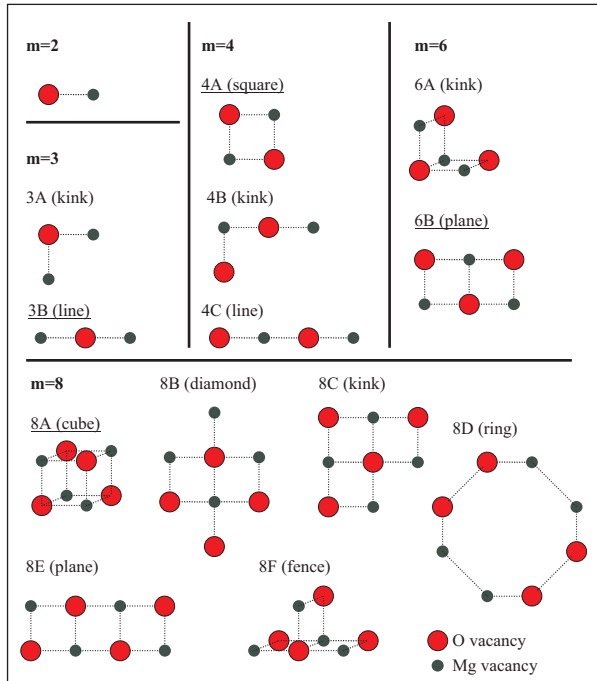 m=2
m=3
3A (kink)
3B (line)
m=4
4A (square)
4B (kink)
4C (line)
m=6
6A (kink)
6B (plane)
m=8
8A (cube)
8B (diamond)
8C (kink)
8D (ring)
8E (plane)
8F (fence)
O vacancy
Mg vacancy